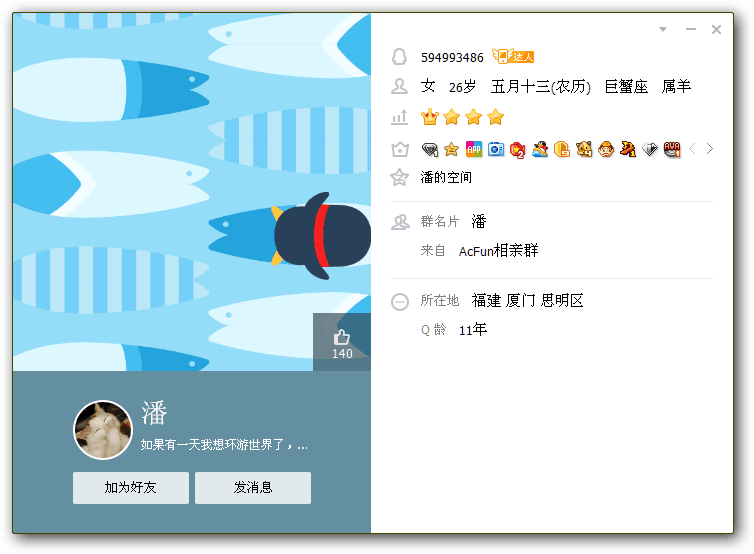 140
潘
如果有一天我想环游世界了，...
加为好友 发消息
594993486 达人
女 26岁 五月十三(农历) 巨蟹座 属羊
APP 2 AVA
潘的空间
群名片 潘
来自 AcFun相亲群
所在地 福建 厦门 思明区
Q 龄 11年